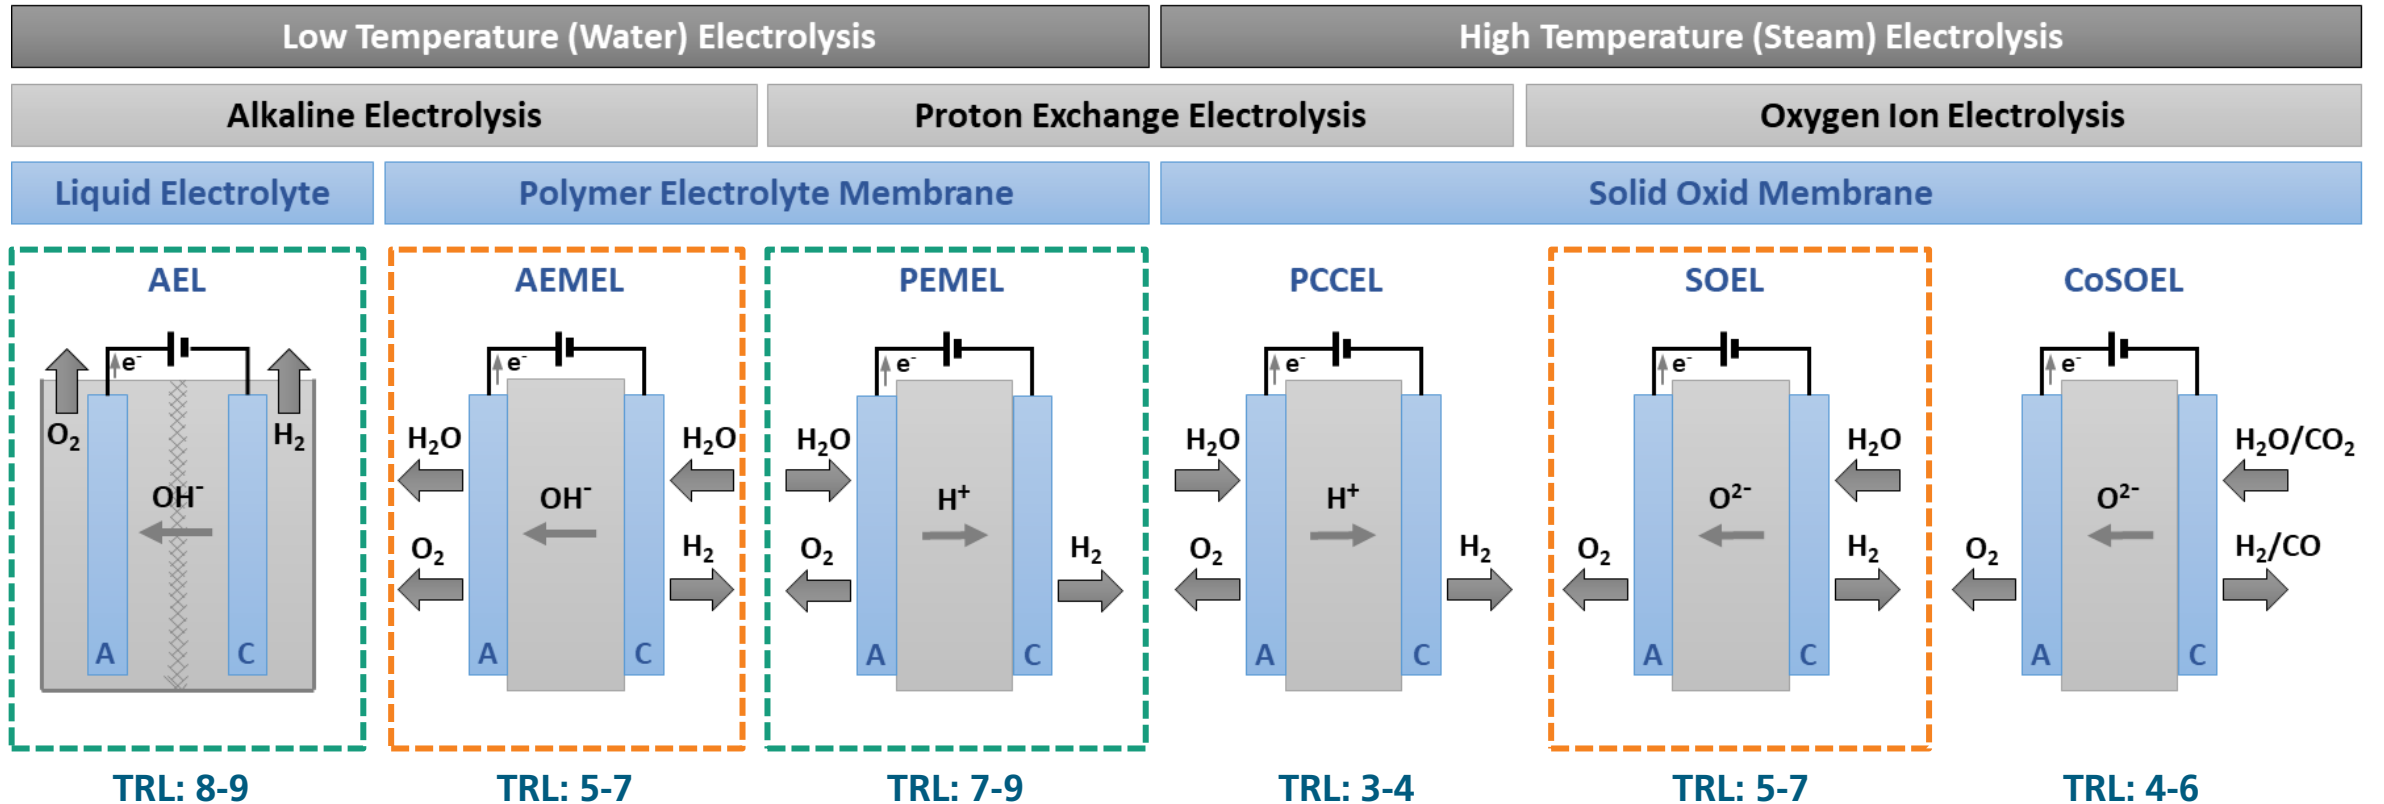 Low Temperature (Water) Electrolysis
High Temperature (Steam) Electrolysis
Alkaline Electrolysis
Proton Exchange Electrolysis
Oxygen Ion Electrolysis
Liquid Electrolyte
Polymer Electrolyte Membrane
Solid Oxid Membrane
AEL
e⁻
O₂
H₂
OH⁻
A
C
TRL: 8-9
AEMEL
e⁻
H₂O
H₂O
OH⁻
O₂
H₂
A
C
TRL: 5-7
PEMEL
e⁻
H₂O
H⁺
O₂
H₂
A
C
TRL: 7-9
PCCEL
e⁻
H₂O
H⁺
O₂
H₂
A
C
TRL: 3-4
SOEL
e⁻
H₂O
O²⁻
O₂
H₂
A
C
TRL: 5-7
CoSOEL
e⁻
H₂O/CO₂
O²⁻
O₂
H₂/CO
A
C
TRL: 4-6